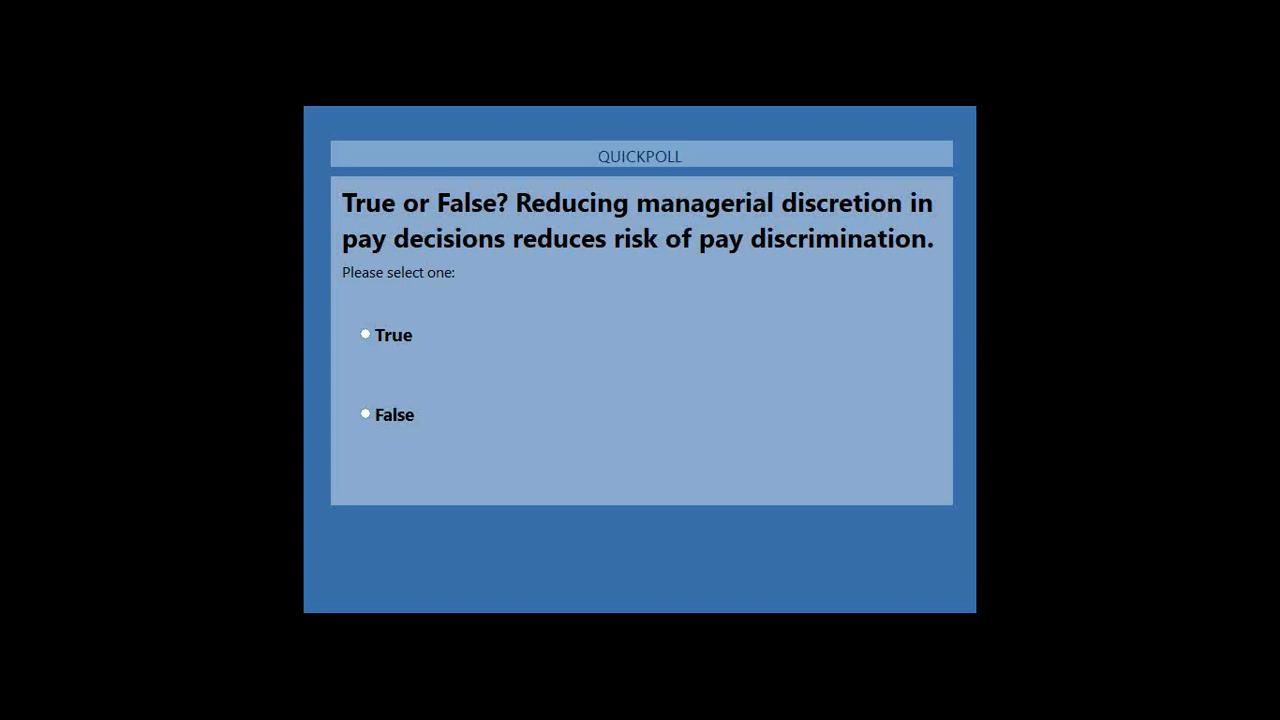 QUICKPOLL
True or False? Reducing managerial discretion in
pay decisions reduces risk of pay discrimination.
Please select one:
True
False